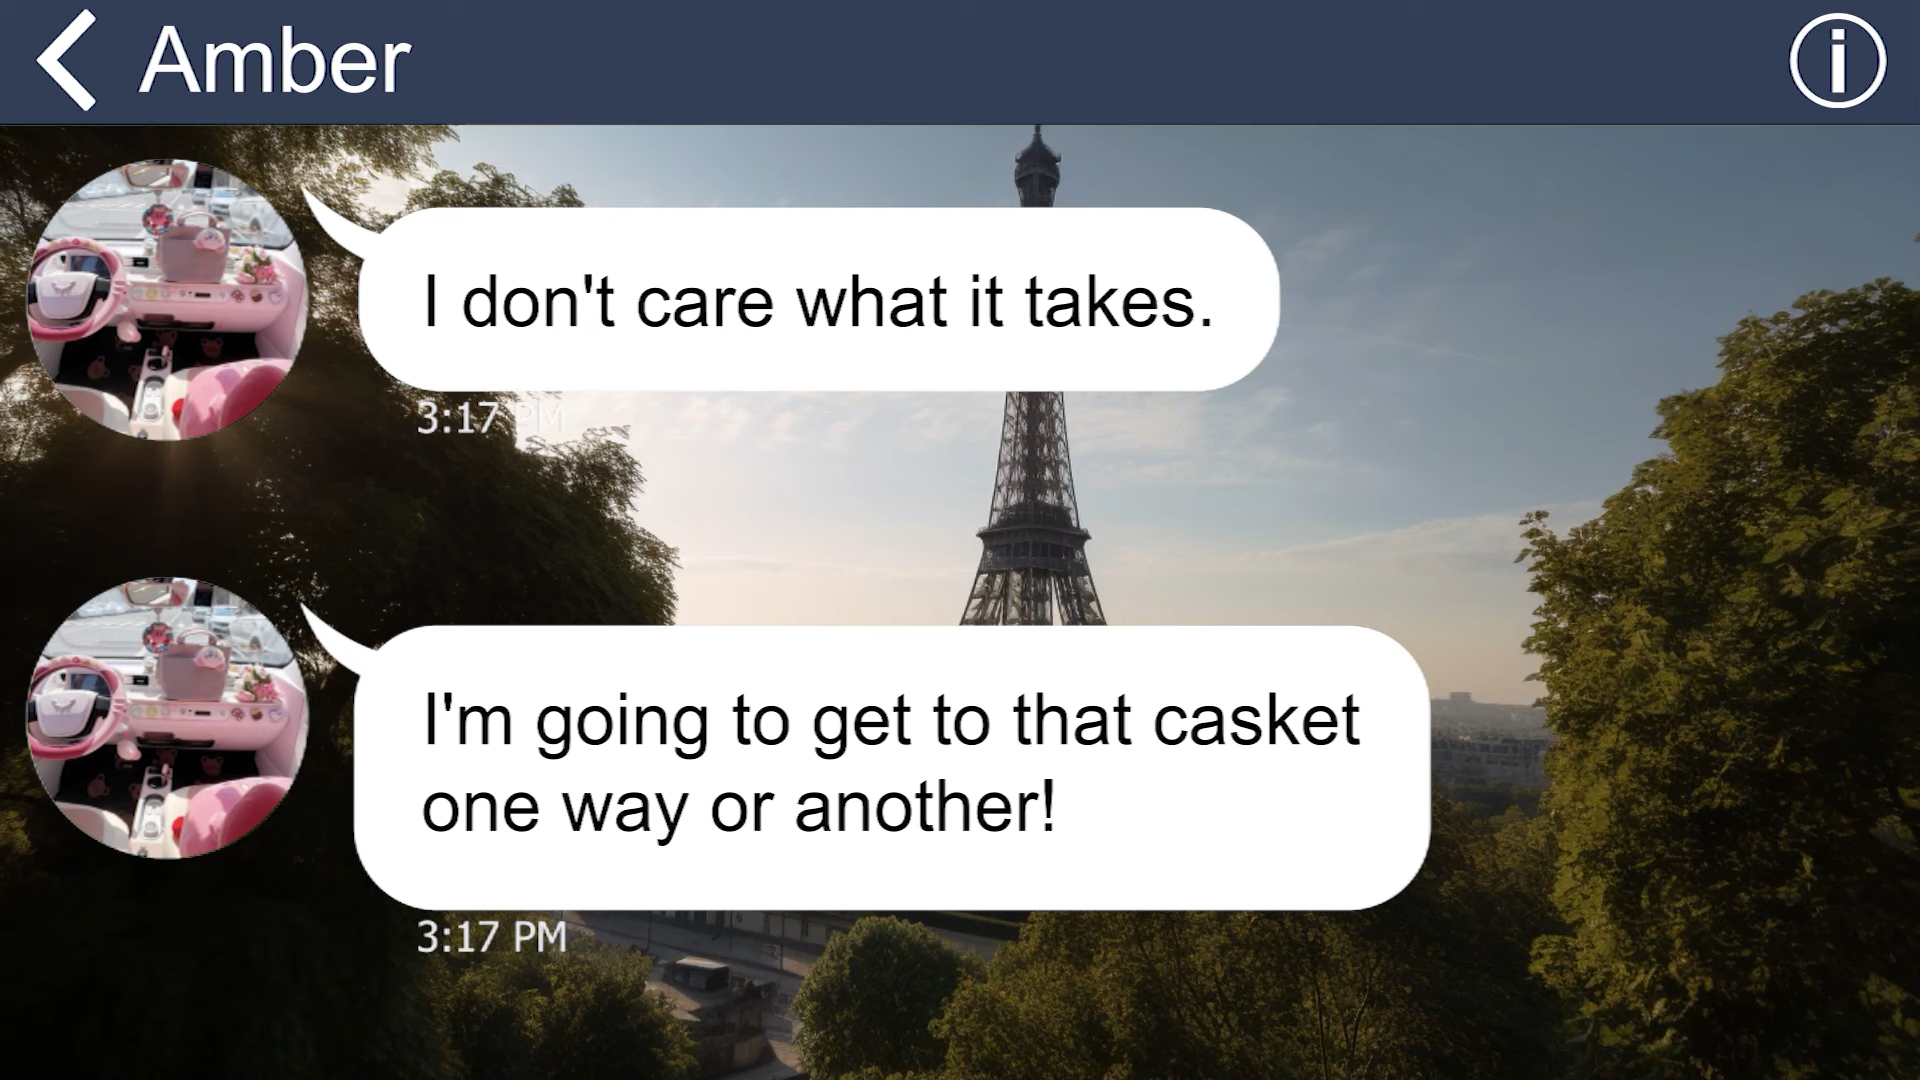 Amber
I don't care what it takes.
3:17 PM
I'm going to get to that casket
one way or another!
3:17 PM